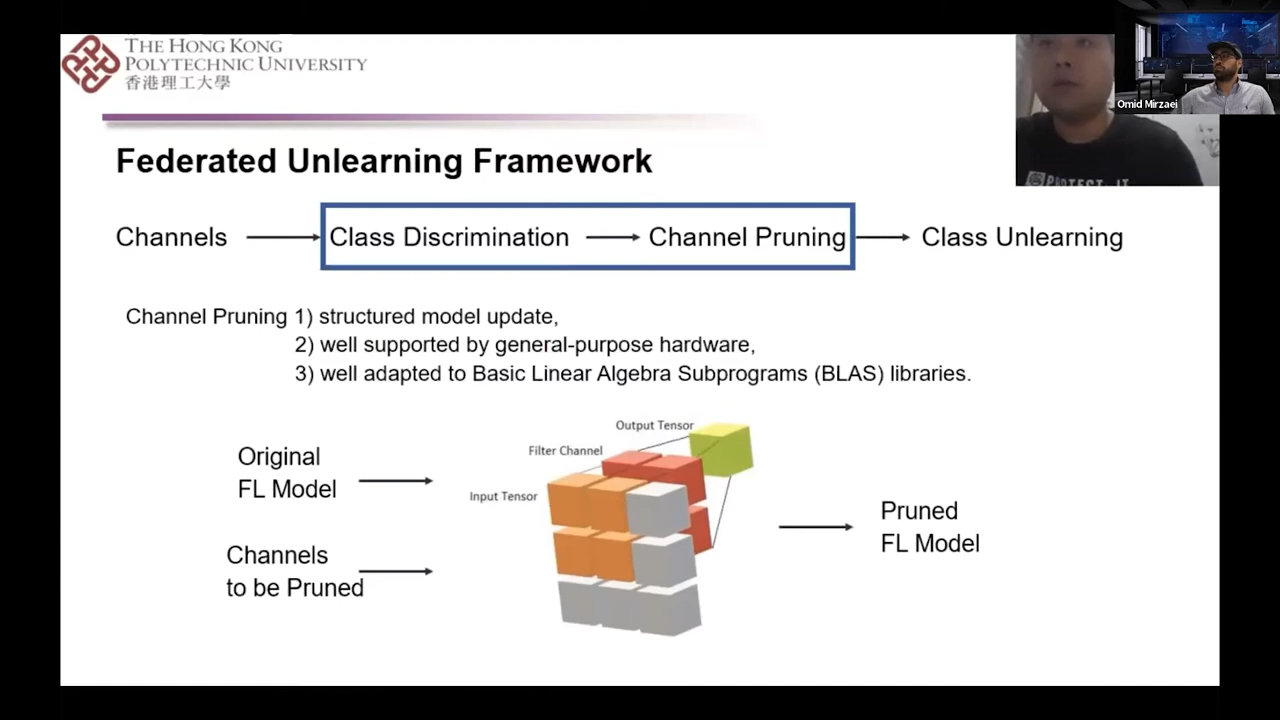 THE HONG KONG
POLYTECHNIC UNIVERSITY
香港理工大學
Omid Mirzaei
PROTECT IT
Federated Unlearning Framework
Channels
Class Discrimination
Channel Pruning
Class Unlearning
Channel Pruning 1) structured model update,
2) well supported by general-purpose hardware,
3) well adapted to Basic Linear Algebra Subprograms (BLAS) libraries.
Output Tensor
Filter Channel
Input Tensor
Original
FL Model
Channels
to be Pruned
Pruned
FL Model